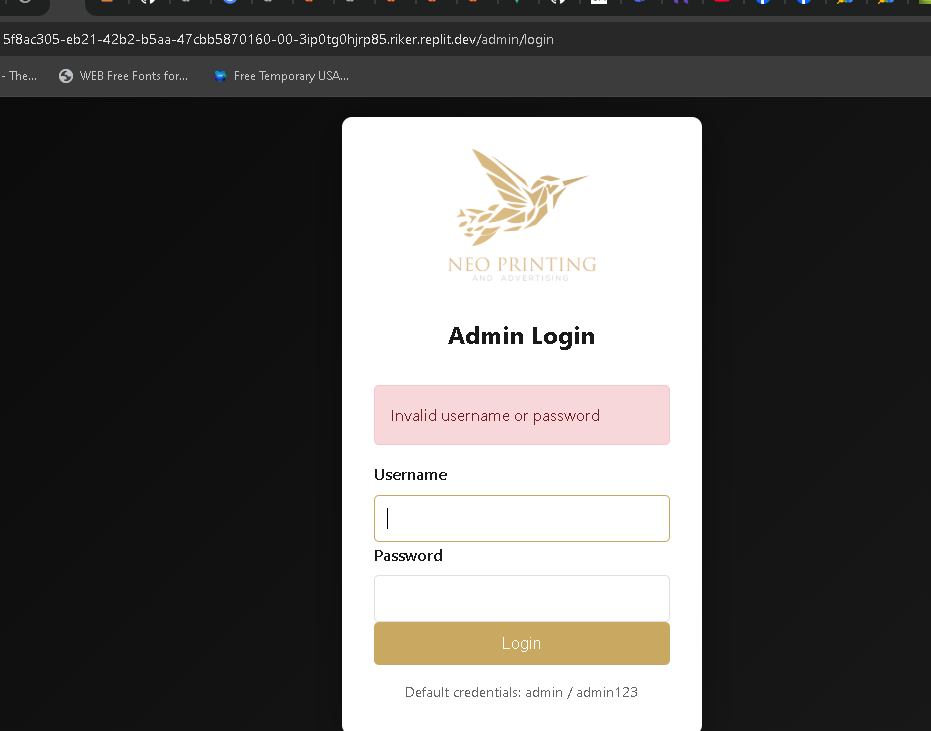 5f8ac305-eb21-42b2-b5aa-47cbb5870160-00-3ip0tg0hjrp85.riker.replit.dev/admin/login
- The...
WEB Free Fonts for...
Free Temporary USA...
NEO PRINTING
AND ADVERTISING
Admin Login
Invalid username or password
Username
Password
Login
Default credentials: admin / admin123